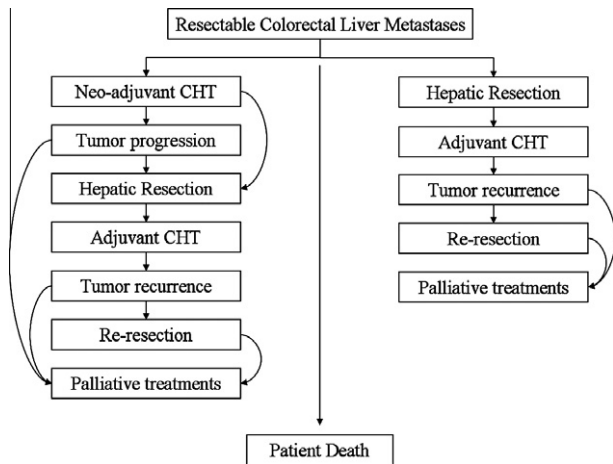 Resectable Colorectal Liver Metastases
Neo-adjuvant CHT
Tumor progression
Hepatic Resection
Adjuvant CHT
Tumor recurrence
Re-resection
Palliative treatments
Hepatic Resection
Adjuvant CHT
Tumor recurrence
Re-resection
Palliative treatments
Patient Death